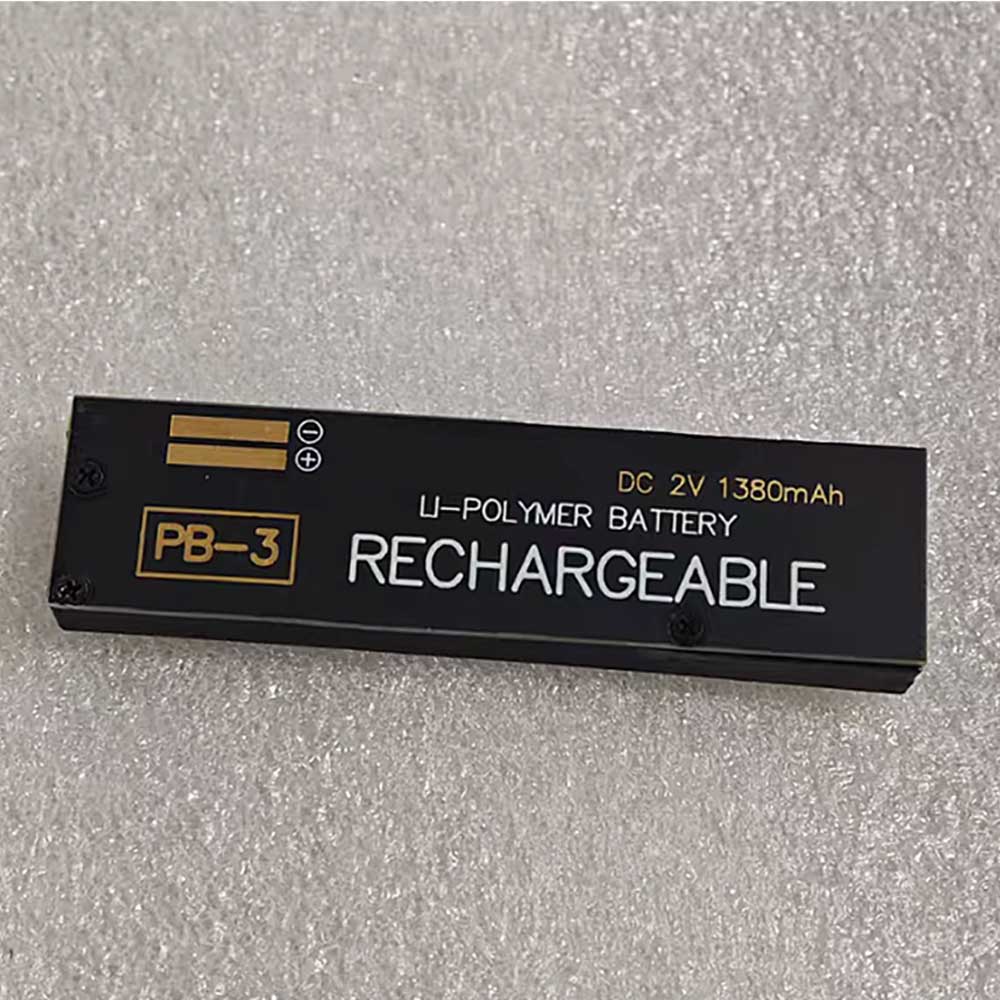 ⊖
⊕
DC 2V 1380mAh
LI-POLYMER BATTERY
PB-3
RECHARGEABLE